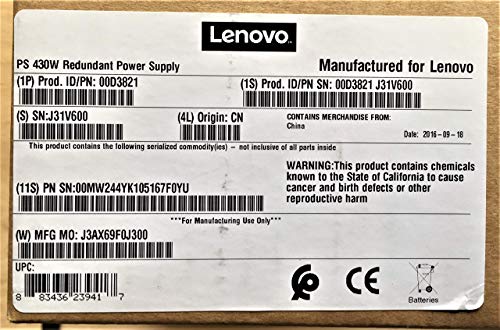 Lenovo
PS 430W Redundant Power Supply
Manufactured for Lenovo
(1P) Prod. ID/PN: 00D3821
(1S) Prod. ID/PN SN: 00D3821 J31V600
(S) SN:J31V600
(4L) Origin: CN
CONTAINS MERCHANDISE FROM:
China
Date: 2016-09-18
This product contains the following serialized commodity(ies) - not inclusive of all parts inside
WARNING:This product contains chemicals
known to the State of California to cause
cancer and birth defects or other
reproductive harm
(11S) PN SN:00MW244YK105167F0YU
***For Manufacturing Use Only***
(W) MFG MO: J3AX69F0J300
UPC:
8 83436 23941 7
CE
Batteries